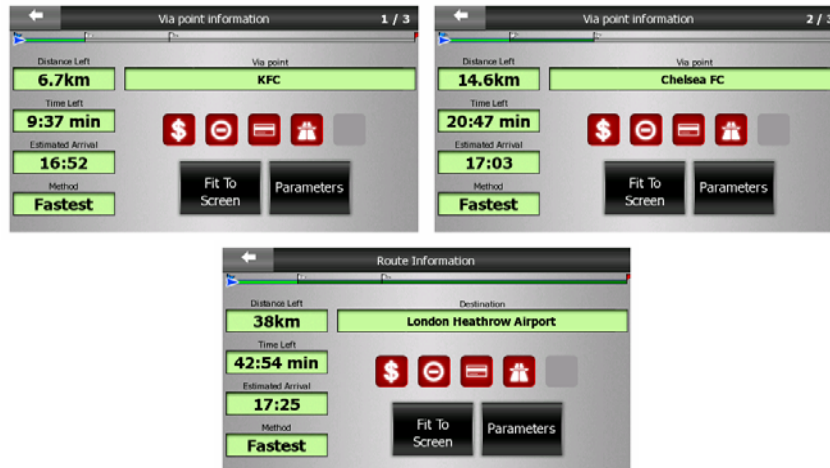 Via point information
1 / 3
Distance Left
6.7km
Via point
KFC
Time Left
9:37 min
Estimated Arrival
16:52
Method
Fastest
$
Fit To
Screen
Parameters
Via point information
2 / 3
Distance Left
14.6km
Via point
Chelsea FC
Time Left
20:47 min
Estimated Arrival
17:03
Method
Fastest
$
Fit To
Screen
Parameters
Route Information
Distance Left
38km
Destination
London Heathrow Airport
Time Left
42:54 min
Estimated Arrival
17:25
Method
Fastest
$
Fit To
Screen
Parameters